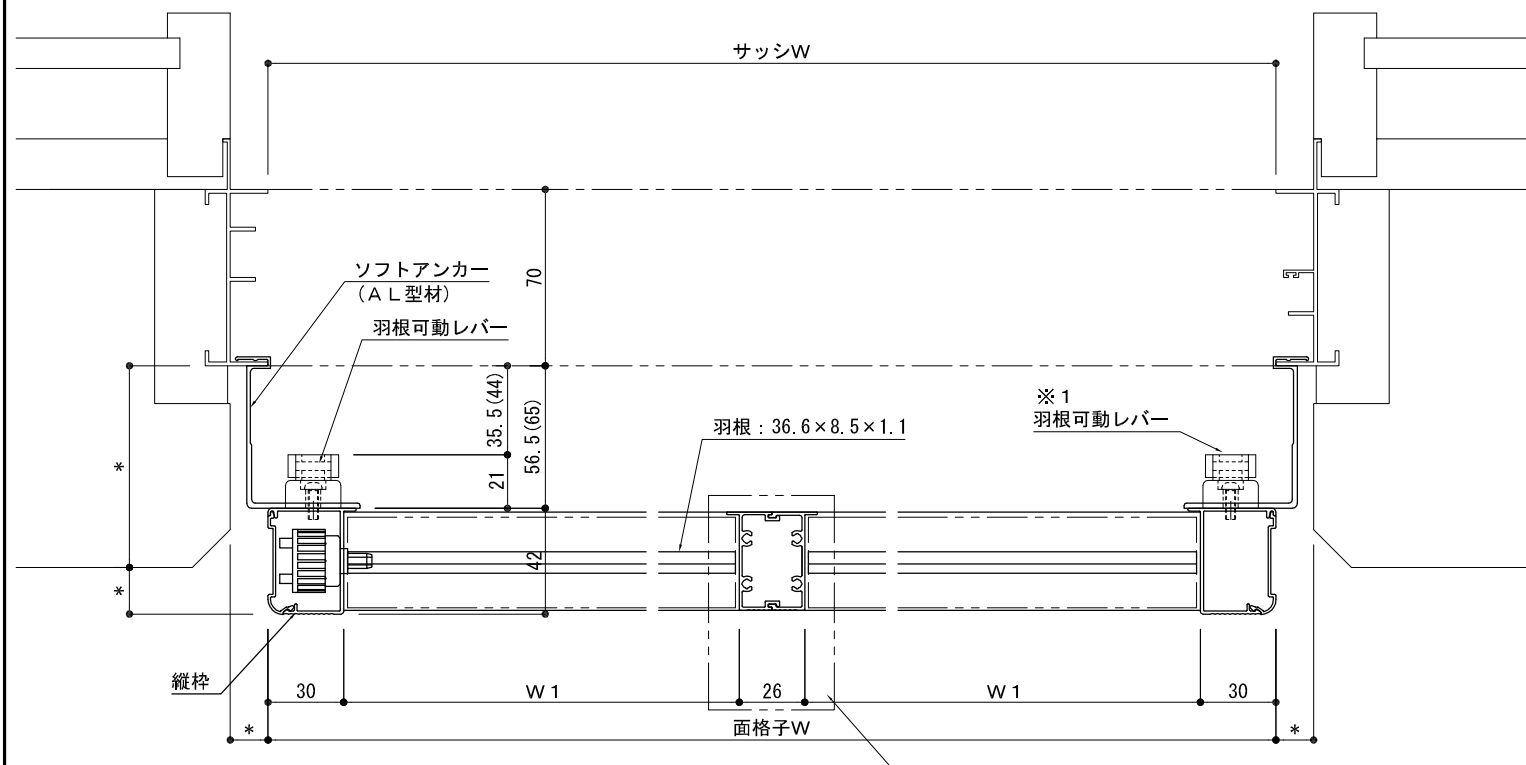 サッシW
ソフトアンカー
(AL型材)
70
羽根可動レバー
35.5(44)
56.5(65)
※1
羽根可動レバー
羽根：36.6×8.5×1.1
*
21
42
*
縦枠
30
W1
26
W1
30
*
面格子W
*